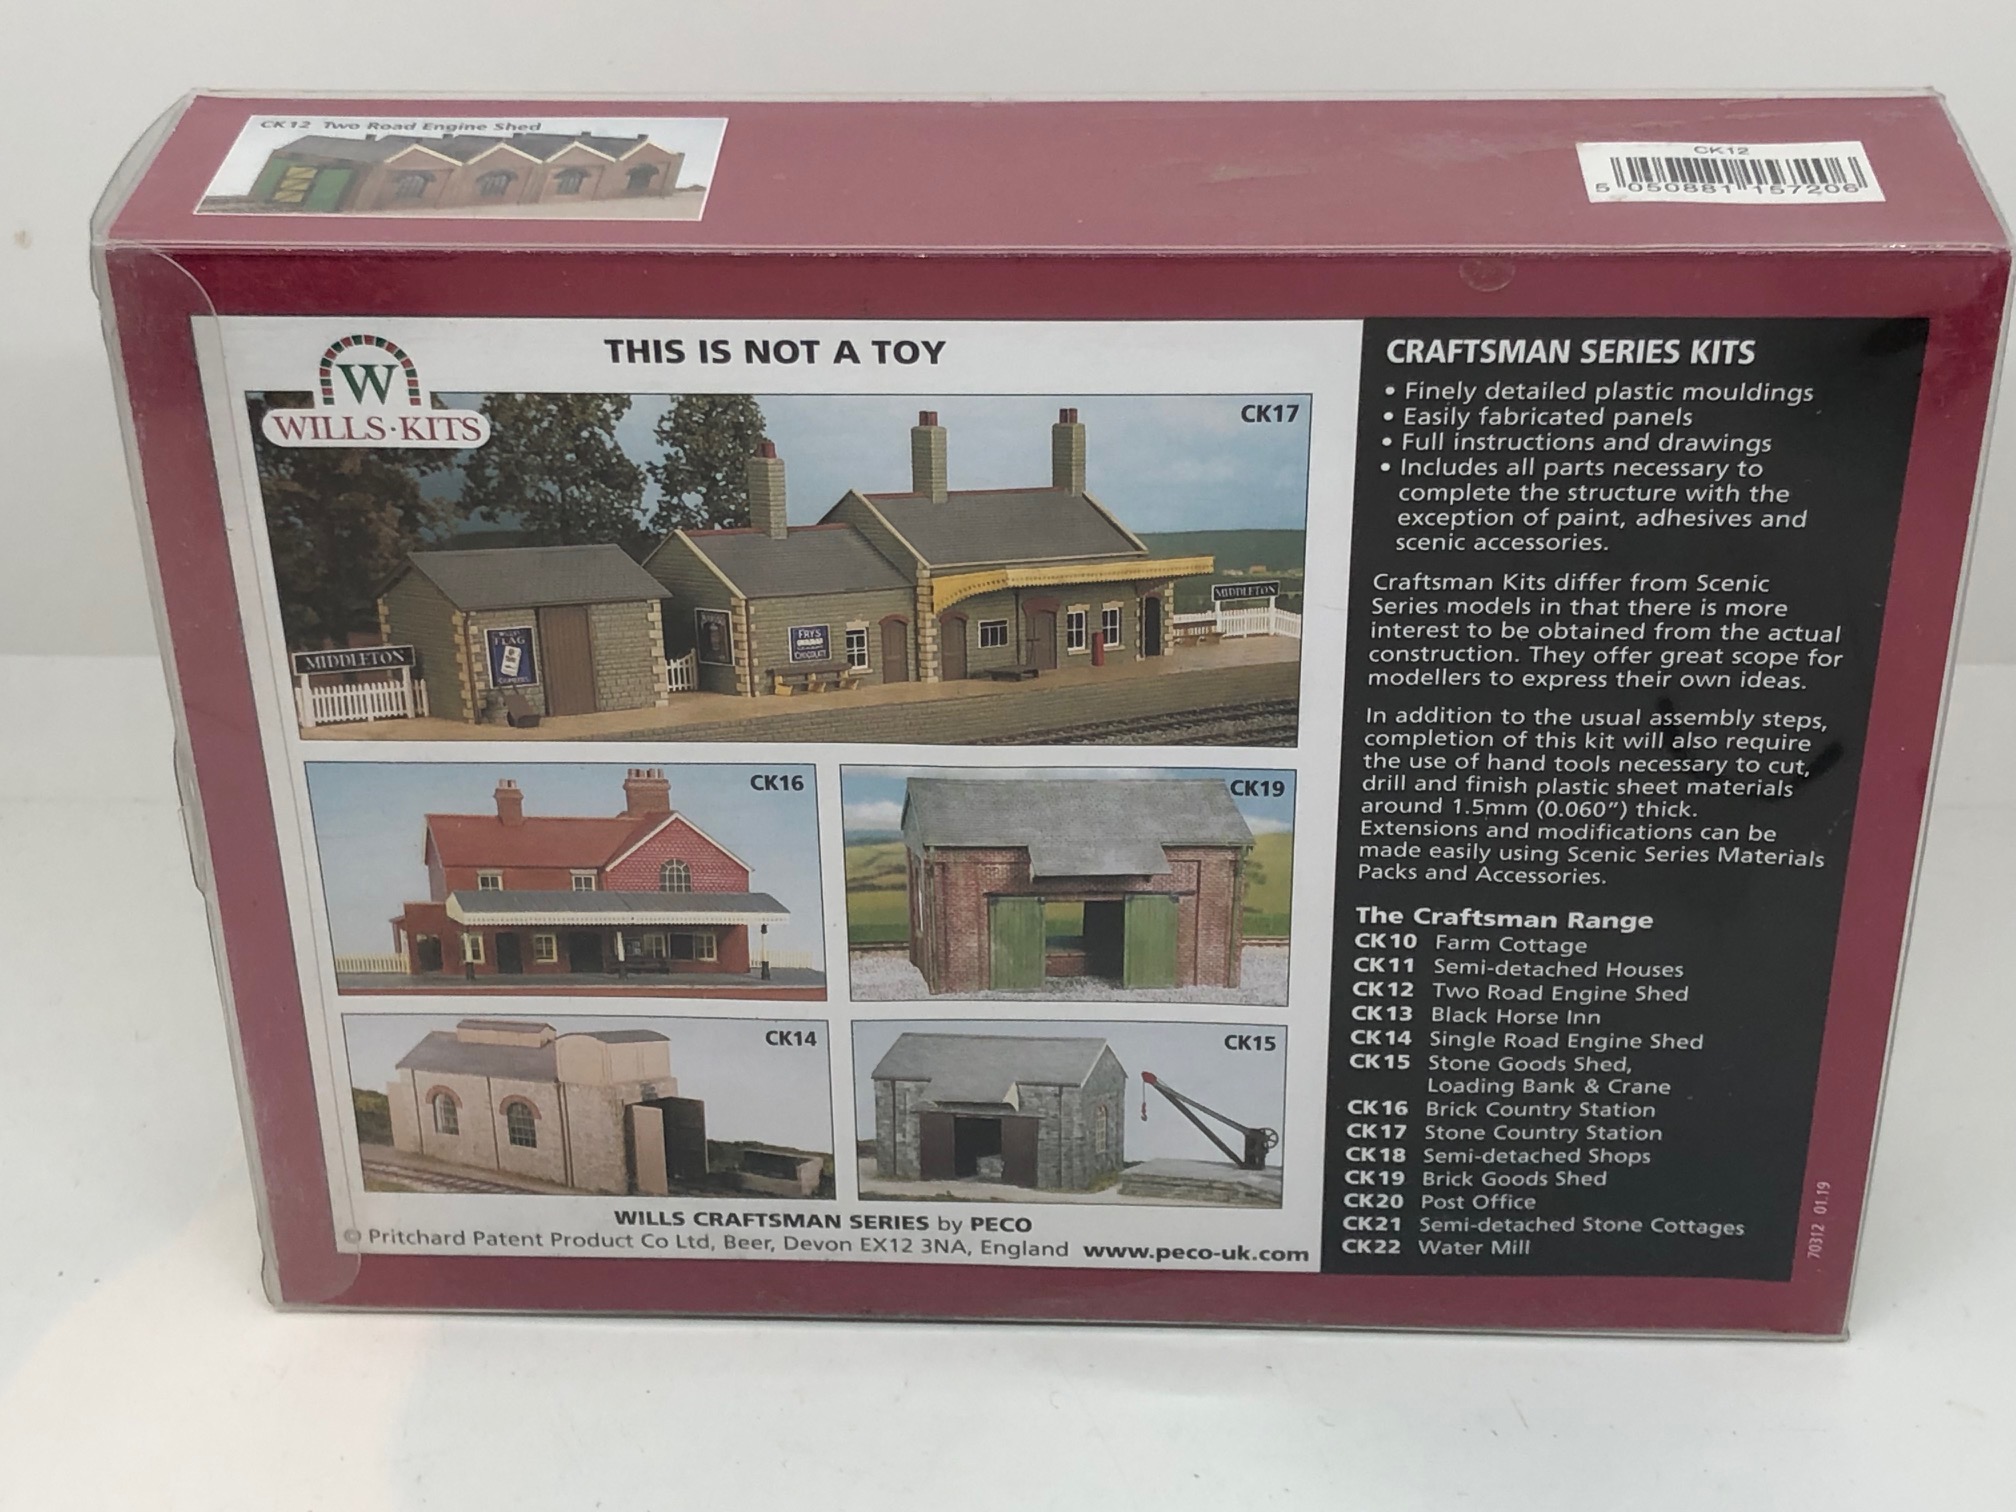 CK12 Two Road Engine Shed
CK12
5 050881 157206
THIS IS NOT A TOY
W
WILLS·KITS
CK17
MIDDLETON
FLAG
FRY'S
CHOCOLATE
MIDDLETON
CK16
CK19
CK14
CK15
WILLS CRAFTSMAN SERIES by PECO
© Pritchard Patent Product Co Ltd, Beer, Devon EX12 3NA, England www.peco-uk.com
CRAFTSMAN SERIES KITS
• Finely detailed plastic mouldings
• Easily fabricated panels
• Full instructions and drawings
• Includes all parts necessary to
complete the structure with the
exception of paint, adhesives and
scenic accessories.
Craftsman Kits differ from Scenic
Series models in that there is more
interest to be obtained from the actual
construction. They offer great scope for
modellers to express their own ideas.
In addition to the usual assembly steps,
completion of this kit will also require
the use of hand tools necessary to cut,
drill and finish plastic sheet materials
around 1.5mm (0.060") thick.
Extensions and modifications can be
made easily using Scenic Series Materials
Packs and Accessories.
The Craftsman Range
CK10 Farm Cottage
CK11 Semi-detached Houses
CK12 Two Road Engine Shed
CK13 Black Horse Inn
CK14 Single Road Engine Shed
CK15 Stone Goods Shed,
Loading Bank & Crane
CK16 Brick Country Station
CK17 Stone Country Station
CK18 Semi-detached Shops
CK19 Brick Goods Shed
CK20 Post Office
CK21 Semi-detached Stone Cottages
CK22 Water Mill
70312 01.19